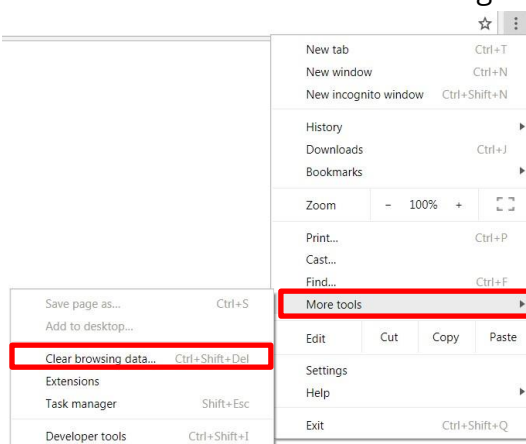 New tab Ctrl+T
New window Ctrl+N
New incognito window Ctrl+Shift+N
History
Downloads Ctrl+J
Bookmarks
Zoom - 100% +
Print... Ctrl+P
Cast...
Find... Ctrl+F
More tools
Edit Cut Copy Paste
Settings
Help
Exit Ctrl+Shift+Q
Save page as... Ctrl+S
Add to desktop...
Clear browsing data... Ctrl+Shift+Del
Extensions
Task manager Shift+Esc
Developer tools Ctrl+Shift+I